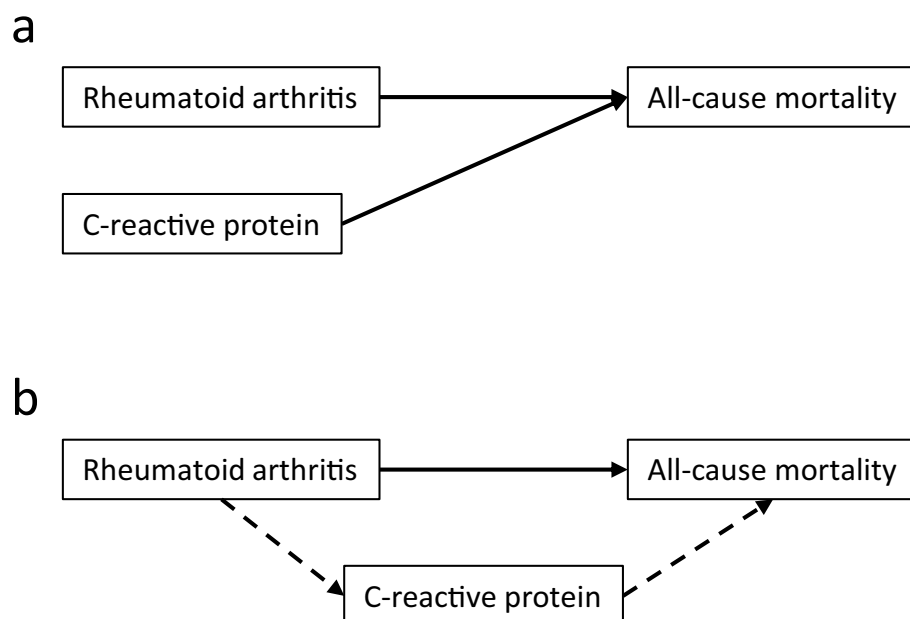 a
Rheumatoid arthritis
All-cause mortality
C-reactive protein
b
Rheumatoid arthritis
All-cause mortality
C-reactive protein